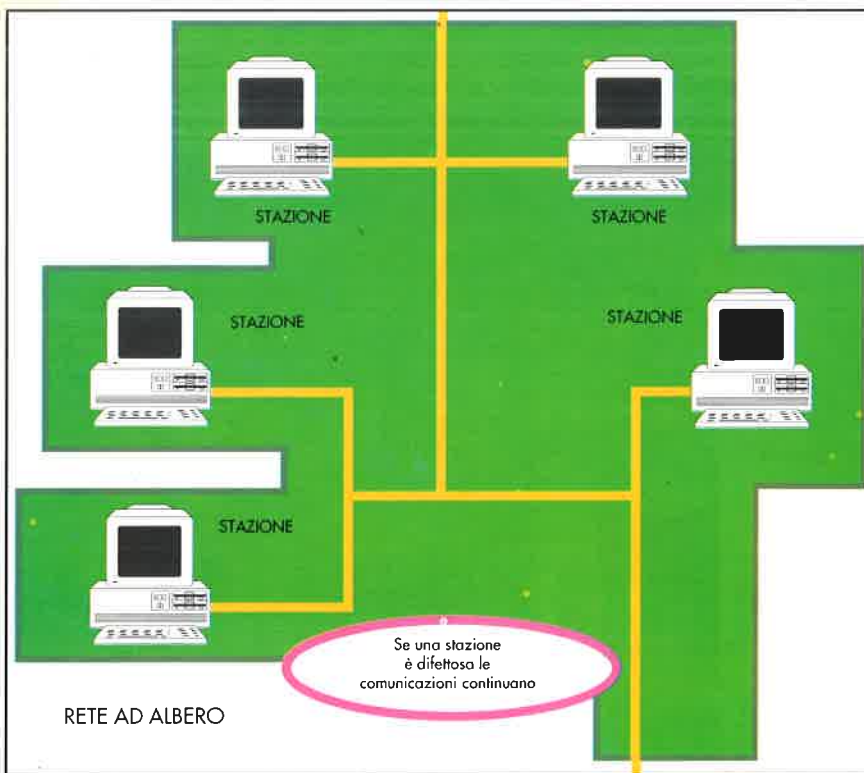 STAZIONE
STAZIONE
STAZIONE
STAZIONE
STAZIONE
Se una stazione
è difettosa le
comunicazioni continuano
RETE AD ALBERO